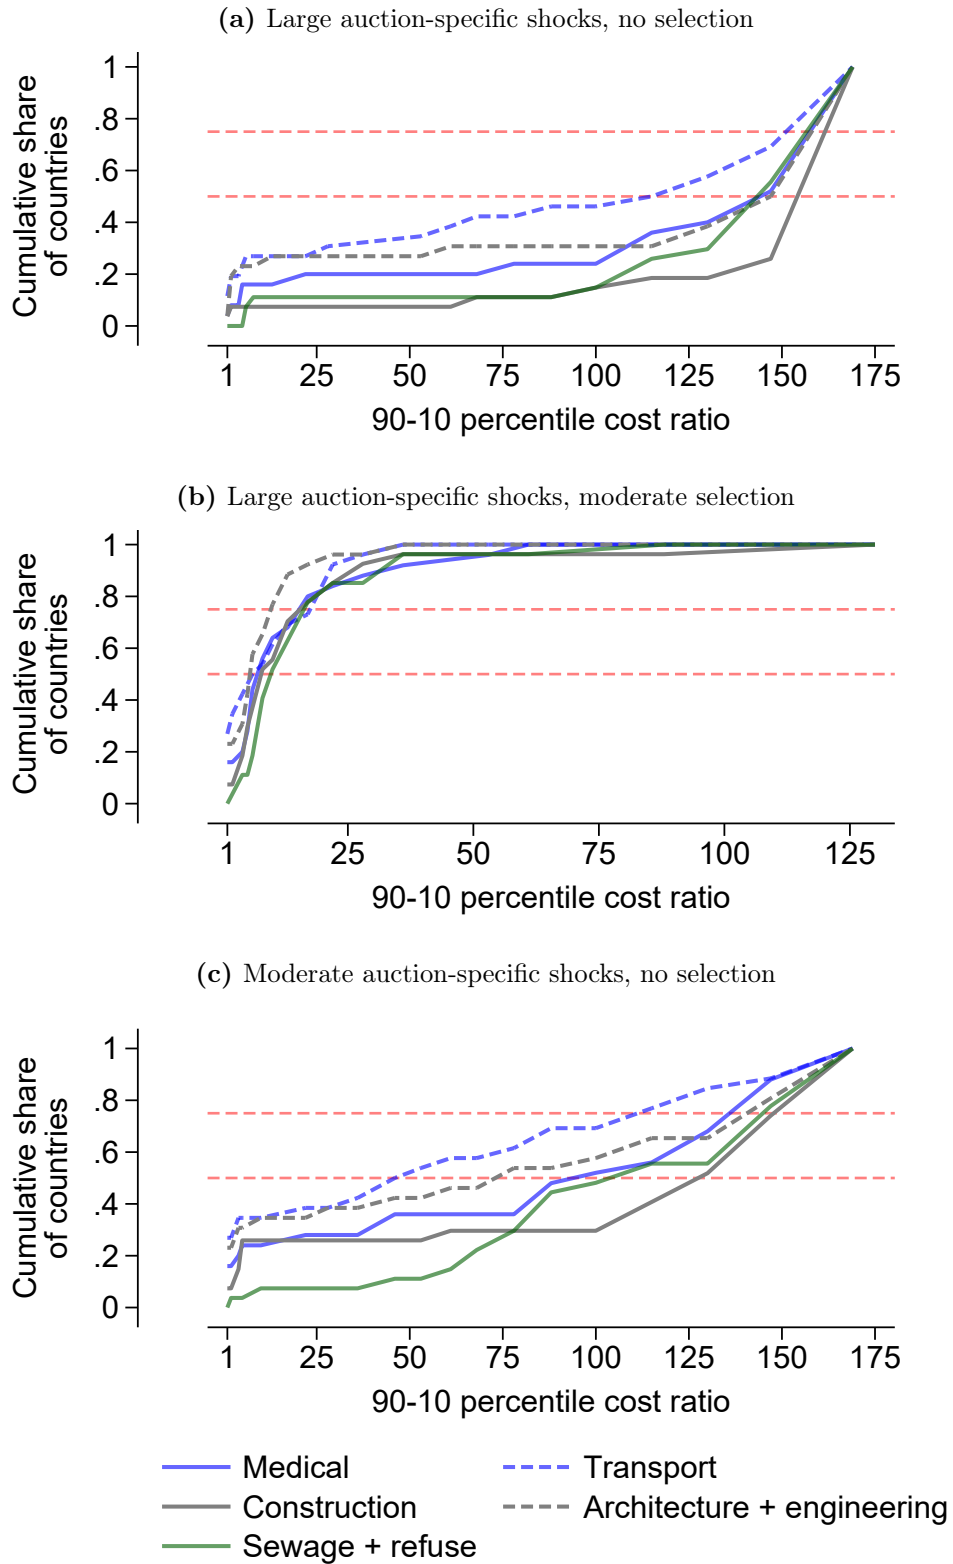 (a) Large auction-specific shocks, no selection
Cumulative share
of countries
1
.8
.6
.4
.2
0
1 25 50 75 100 125 150 175
90-10 percentile cost ratio
(b) Large auction-specific shocks, moderate selection
Cumulative share
of countries
1
.8
.6
.4
.2
0
1 25 50 75 100 125
90-10 percentile cost ratio
(c) Moderate auction-specific shocks, no selection
Cumulative share
of countries
1
.8
.6
.4
.2
0
1 25 50 75 100 125 150 175
90-10 percentile cost ratio
Medical Transport
Construction Architecture + engineering
Sewage + refuse